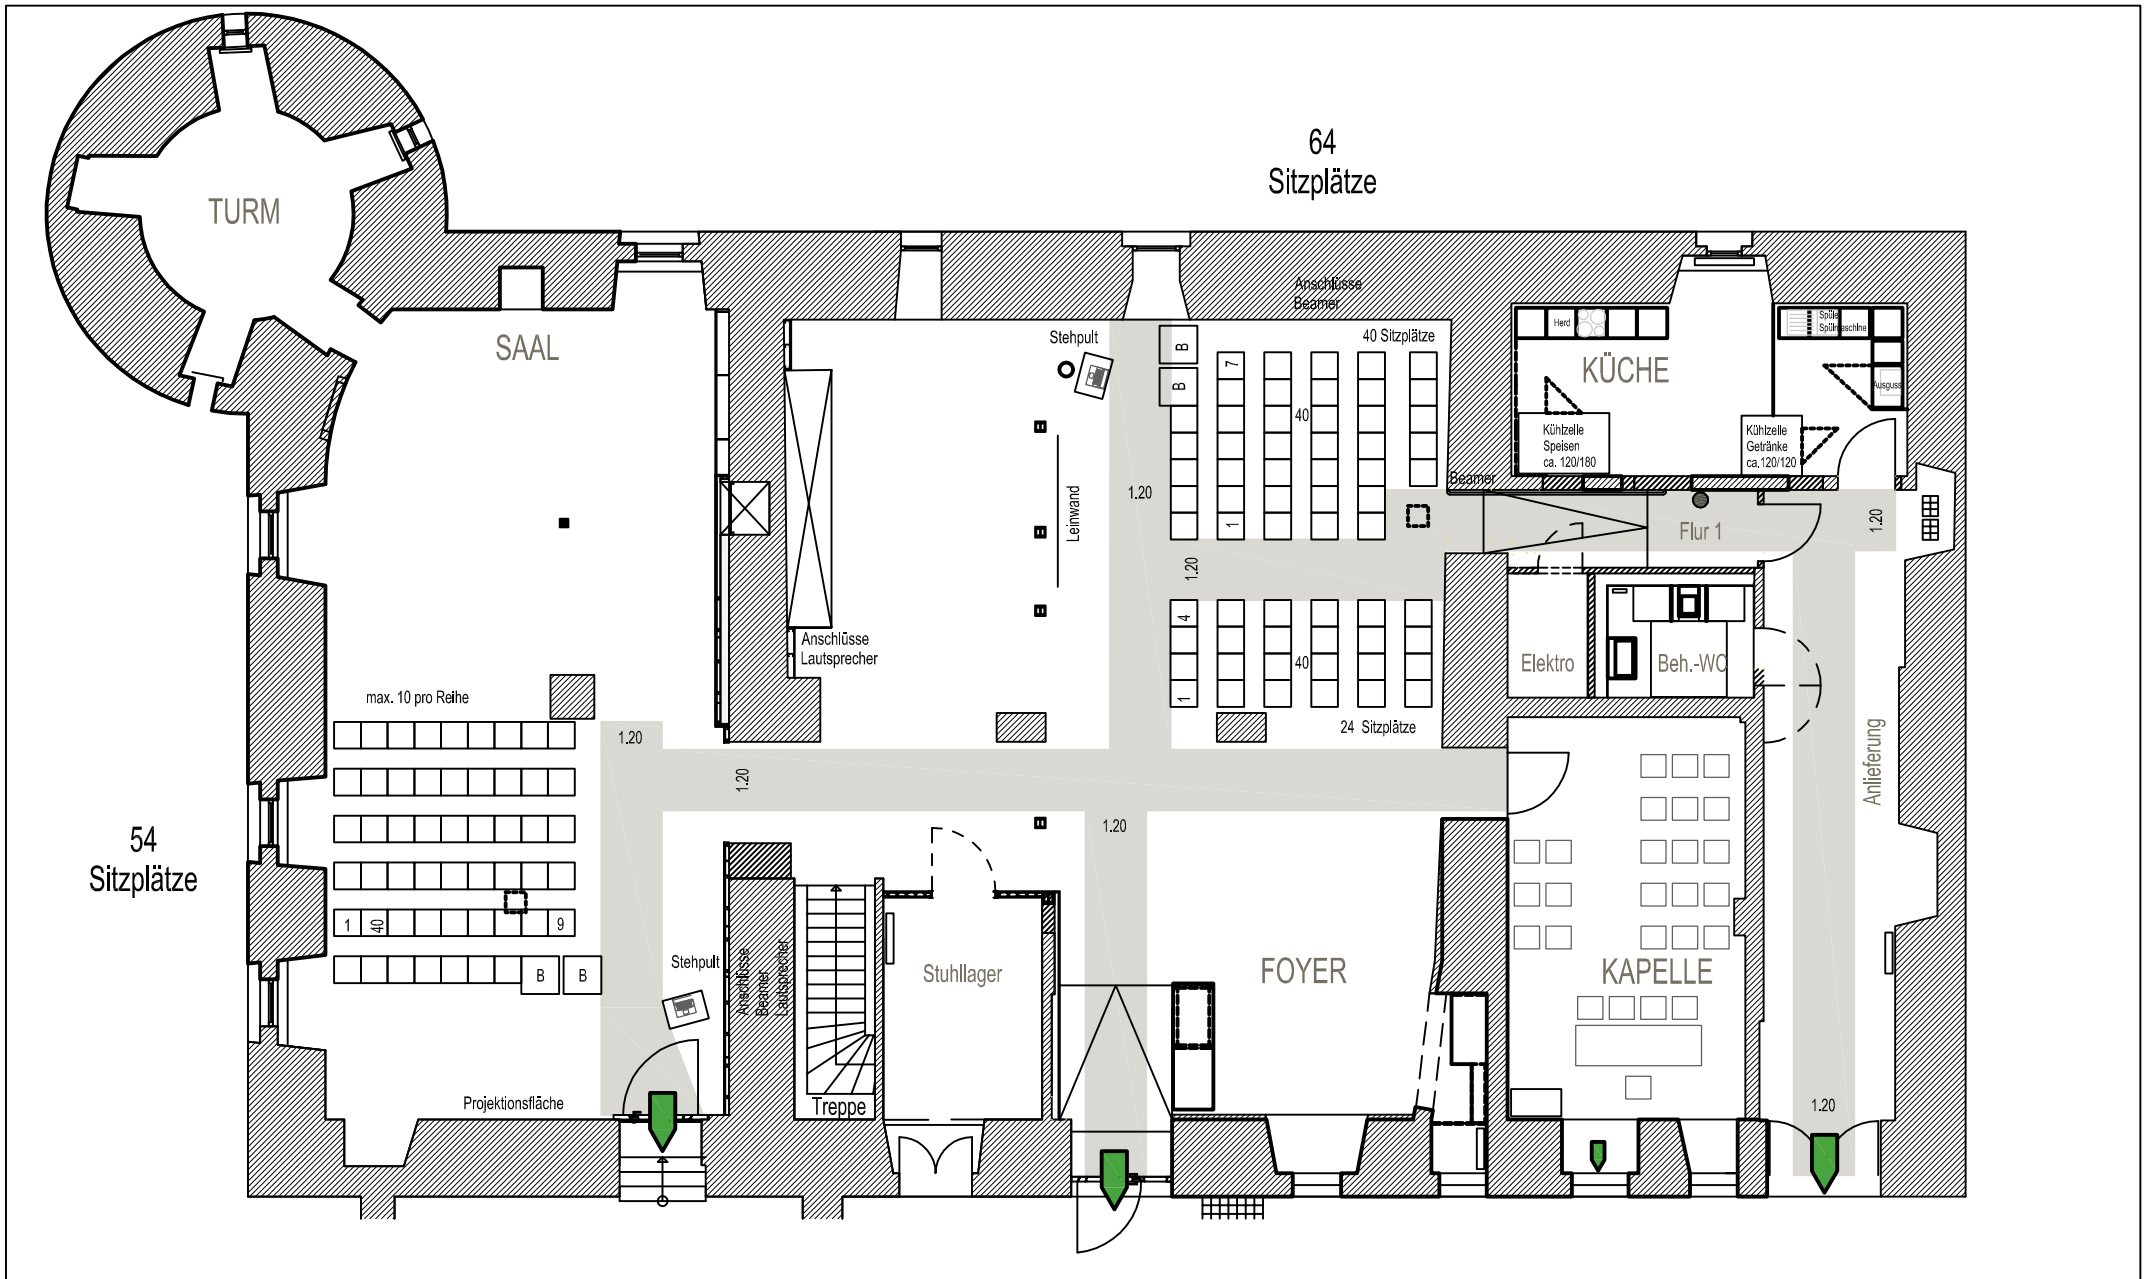 64
Sitzplätze
TURM
Anschlüsse
Beamer
SAAL
Stehpult
40 Sitzplätze
B
B
7
40
1
Herd
Spüle
Spülmaschine
KÜCHE
Ausguss
Kühlzelle
Speisen
ca. 120/180
Kühlzelle
Getränke
ca.120/120
Beamer
1.20
Leinwand
Flur 1
1.20
1.20
4
40
1
Anschlüsse
Lautsprecher
Elektro
Beh.-WC
max. 10 pro Reihe
24 Sitzplätze
1.20
1.20
Anlieferung
54
Sitzplätze
1.20
1
40
9
B
B
Stehpult
Anschlüsse
Beamer
Lautsprecher
Stuhllager
FOYER
KAPELLE
Projektionsfläche
Treppe
1.20